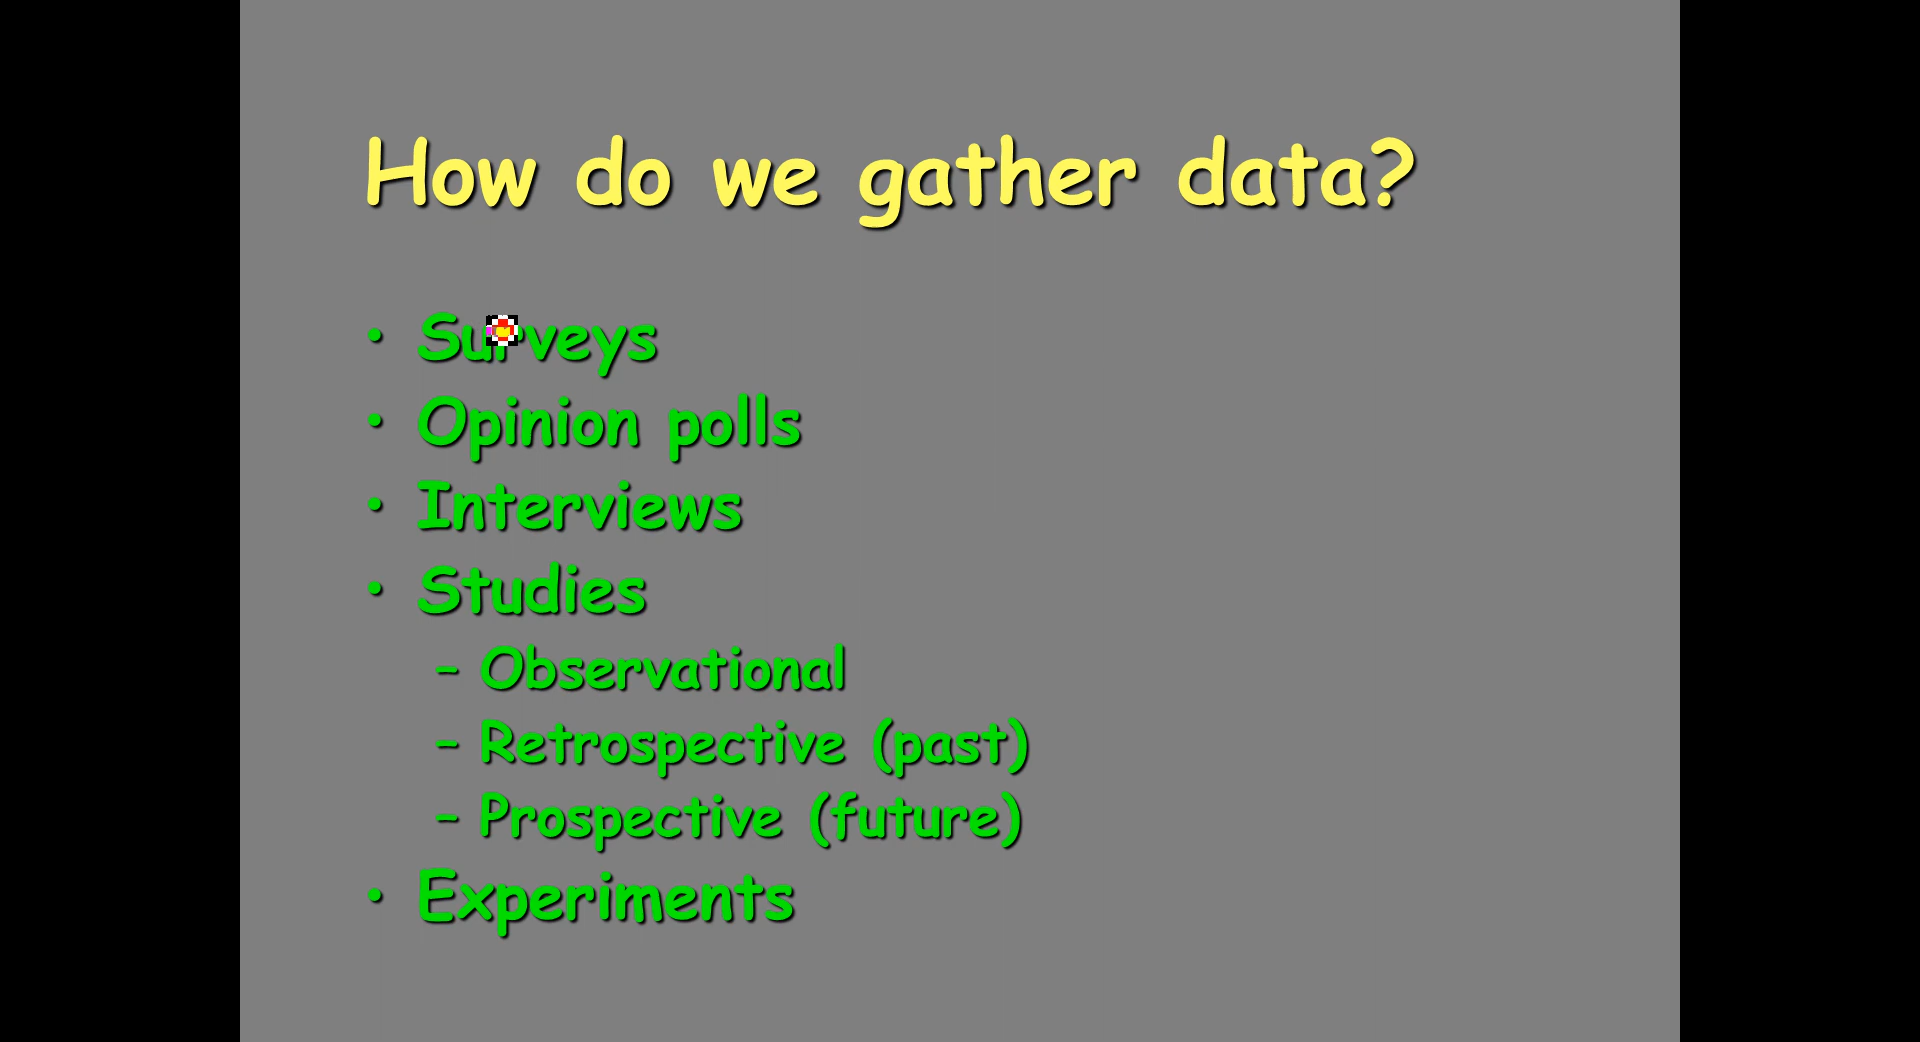 How do we gather data?
• Surveys
• Opinion polls
• Interviews
• Studies
– Observational
– Retrospective (past)
– Prospective (future)
• Experiments